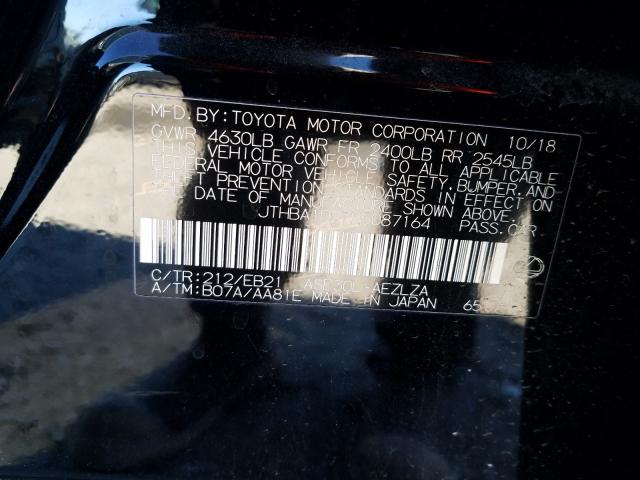 MFD. BY: TOYOTA MOTOR CORPORATION 10/18
GVWR 4630LB GAWR FR 2400LB RR 2545LB
THIS VEHICLE CONFORMS TO ALL APPLICABLE
FEDERAL MOTOR VEHICLE SAFETY, BUMPER, AND
THEFT PREVENTION STANDARDS IN EFFECT ON
THE DATE OF MANUFACTURE SHOWN ABOVE.
PASS. CAR
C/TR: 212/EB21
A/TM: B07A/AA81E MADE IN JAPAN